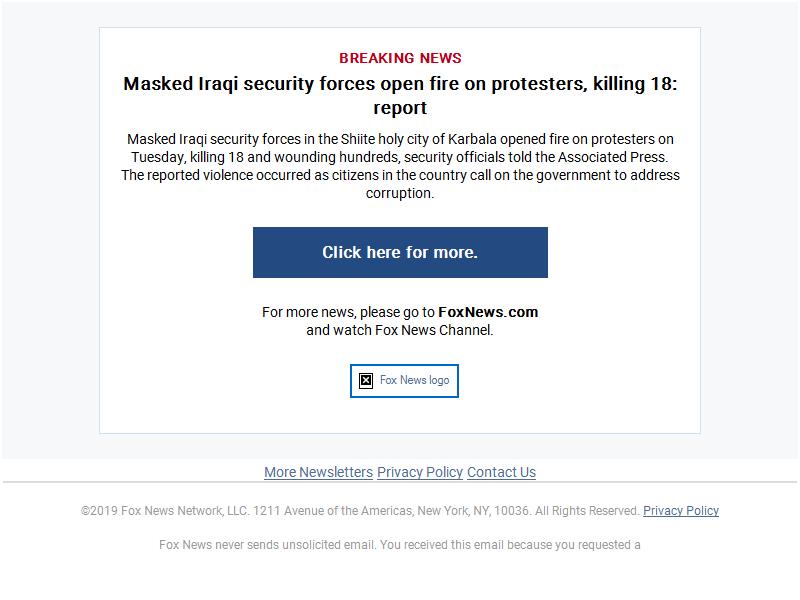 BREAKING NEWS
Masked Iraqi security forces open fire on protesters, killing 18:
report
Masked Iraqi security forces in the Shiite holy city of Karbala opened fire on protesters on
Tuesday, killing 18 and wounding hundreds, security officials told the Associated Press.
The reported violence occurred as citizens in the country call on the government to address
corruption.
Click here for more.
For more news, please go to FoxNews.com
and watch Fox News Channel.
Fox News logo
More Newsletters Privacy Policy Contact Us
©2019 Fox News Network, LLC. 1211 Avenue of the Americas, New York, NY, 10036. All Rights Reserved. Privacy Policy
Fox News never sends unsolicited email. You received this email because you requested a